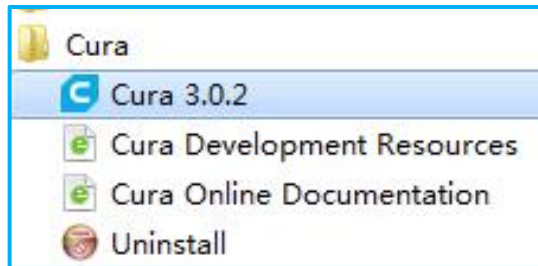 Cura
Cura 3.0.2
Cura Development Resources
Cura Online Documentation
Uninstall